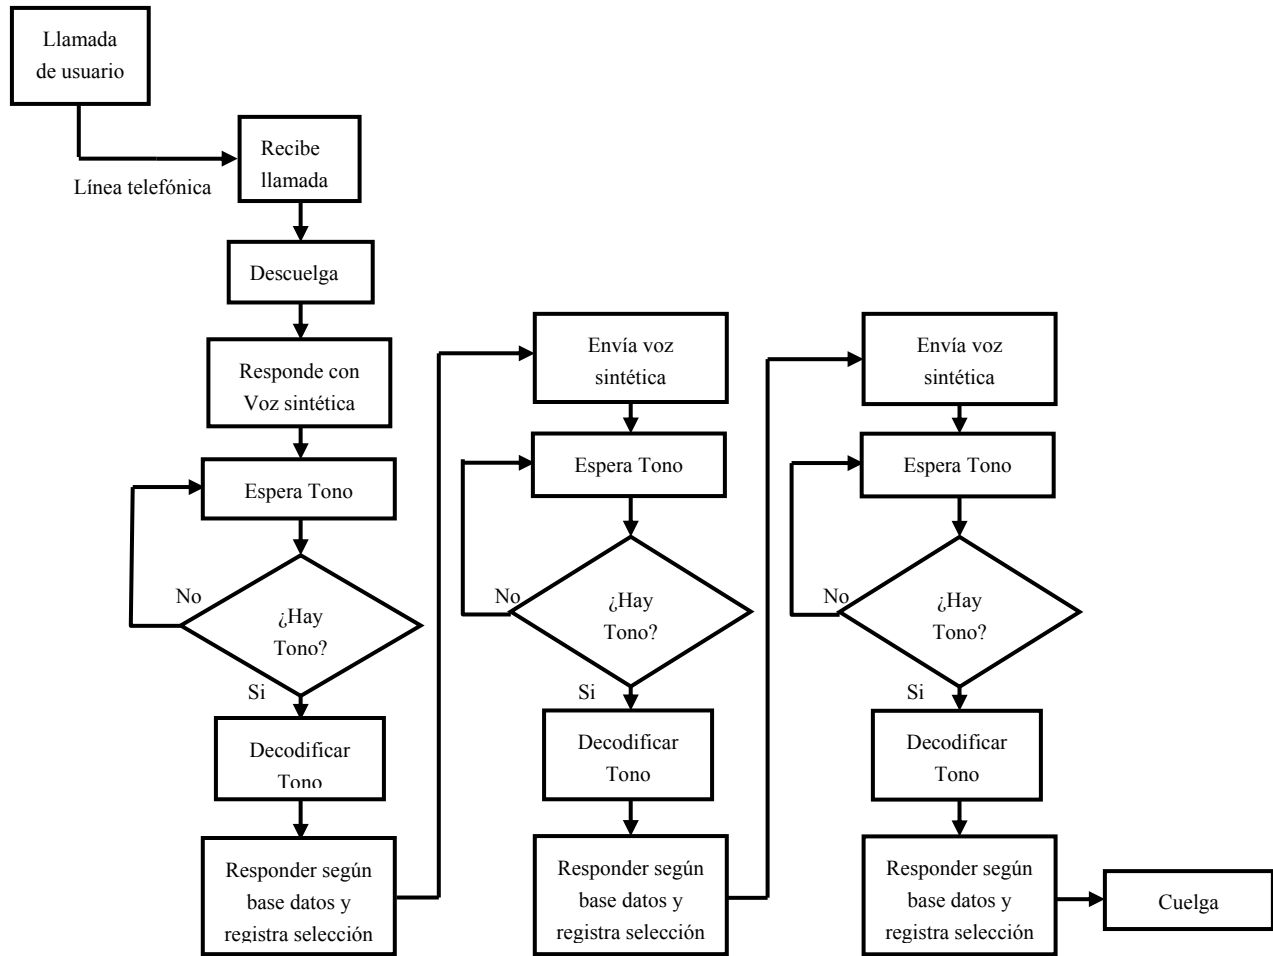 Llamada
de usuario
Línea telefónica
Recibe
llamada
Descuelga
Responde con
Voz sintética
Espera Tono
No
¿Hay
Tono?
Si
Decodificar
Tono
Responder según
base datos y
registra selección
Envía voz
sintética
Espera Tono
No
¿Hay
Tono?
Si
Decodificar
Tono
Responder según
base datos y
registra selección
Envía voz
sintética
Espera Tono
No
¿Hay
Tono?
Si
Decodificar
Tono
Responder según
base datos y
registra selección
Cuelga